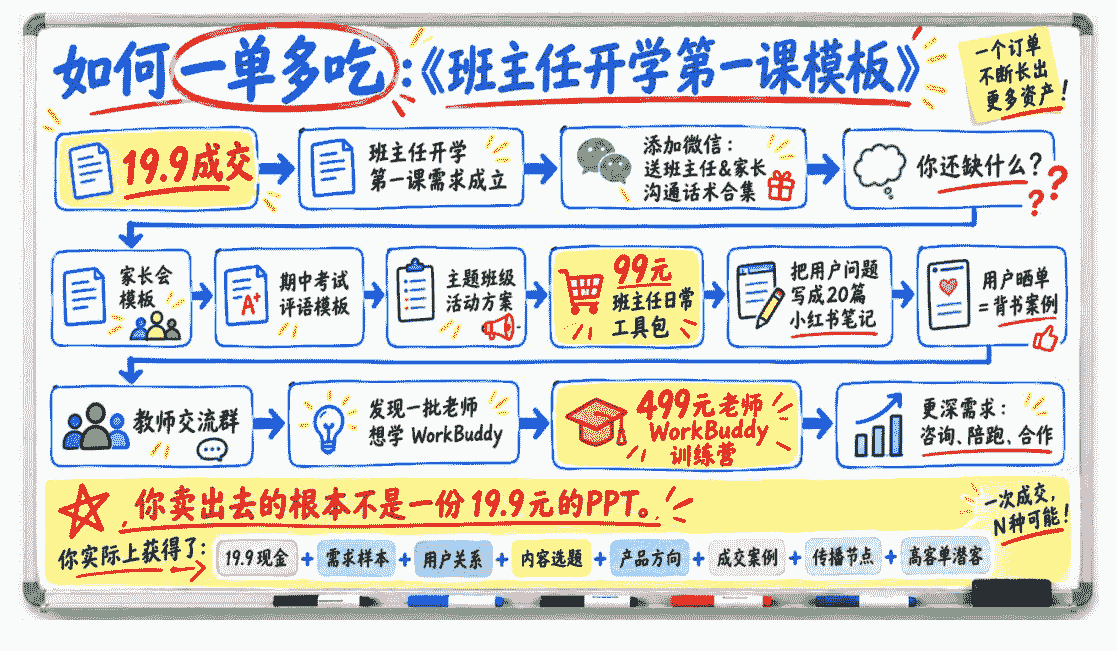 如何一单多吃:《班主任开学第一课模板》
一个订单
不断长出
更多资产!
19.9成交
班主任开学
第一课需求成立
添加微信:
送班主任&家长
沟通话术合集
你还缺什么?
??
家长会
模板
A+
期中考试
评语模板
主题班级
活动方案
99元
班主任日常
工具包
把用户问题
写成20篇
小红书笔记
用户晒单
=背书案例
教师交流群
发现一批老师
想学 WorkBuddy
499元老师
WorkBuddy
训练营
更深需求:
咨询、陪跑、合作
你卖出去的根本不是一份19.9元的PPT。
一次成交,
N种可能!
你实际上获得了:
19.9现金 + 需求样本 + 用户关系 + 内容选题 + 产品方向 + 成交案例 + 传播节点 + 高客单潜客